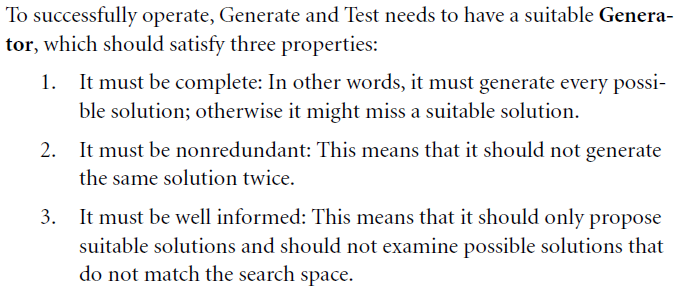 To successfully operate, Generate and Test needs to have a suitable Genera-
tor, which should satisfy three properties:
1. It must be complete: In other words, it must generate every possi-
ble solution; otherwise it might miss a suitable solution.
2. It must be nonredundant: This means that it should not generate
the same solution twice.
3. It must be well informed: This means that it should only propose
suitable solutions and should not examine possible solutions that
do not match the search space.